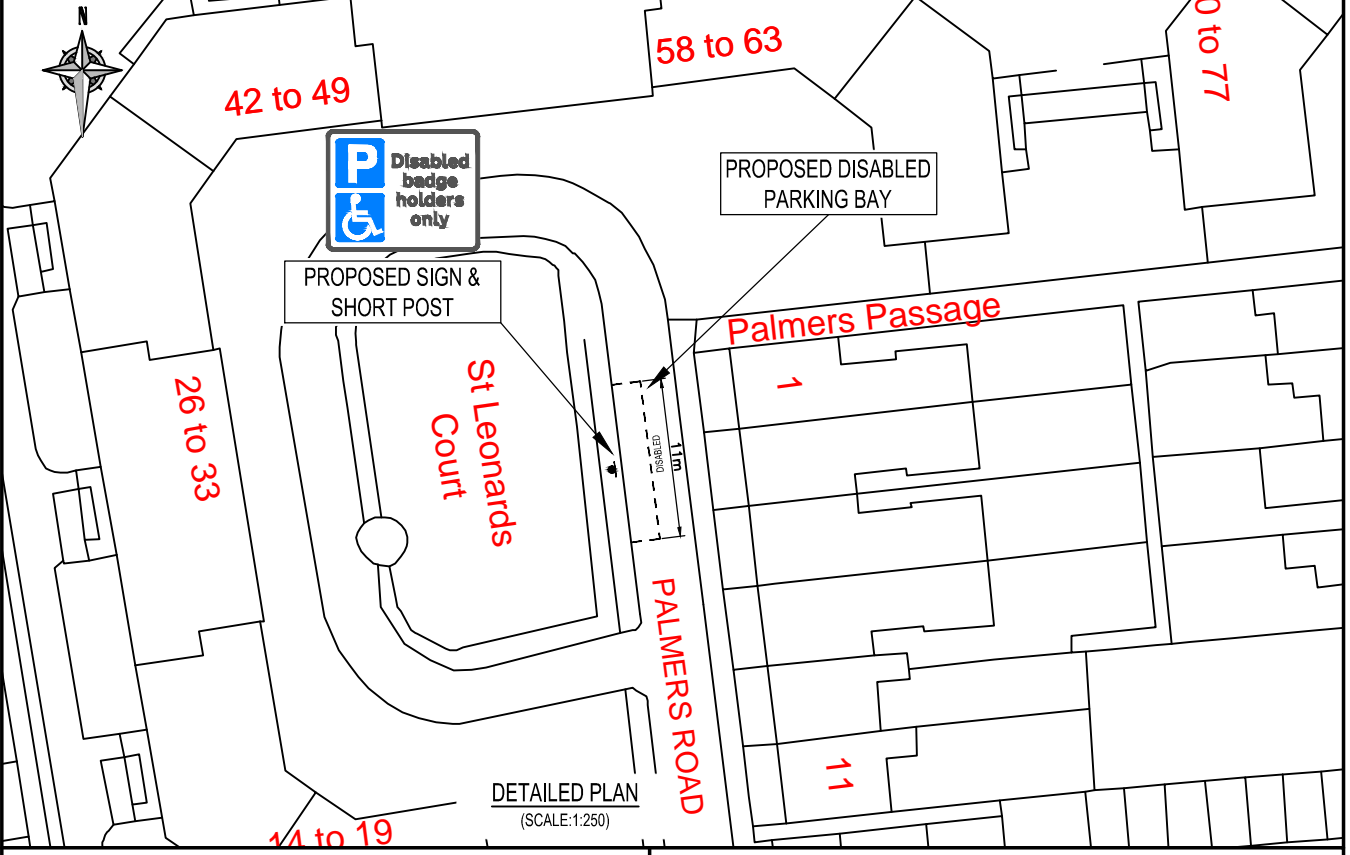 N
58 to 63
0 to 77
42 to 49
P
Disabled
badge
holders
only
PROPOSED DISABLED
PARKING BAY
PROPOSED SIGN &
SHORT POST
Palmers Passage
1
26 to 33
St Leonards
Court
DISABLED
11m
PALMERS ROAD
11
DETAILED PLAN
(SCALE:1:250)
14 to 19